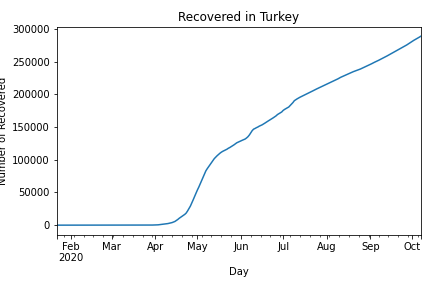 Recovered in Turkey
Number of Recovered
300000
250000
200000
150000
100000
50000
0
Feb Mar Apr May Jun Jul Aug Sep Oct
2020
Day